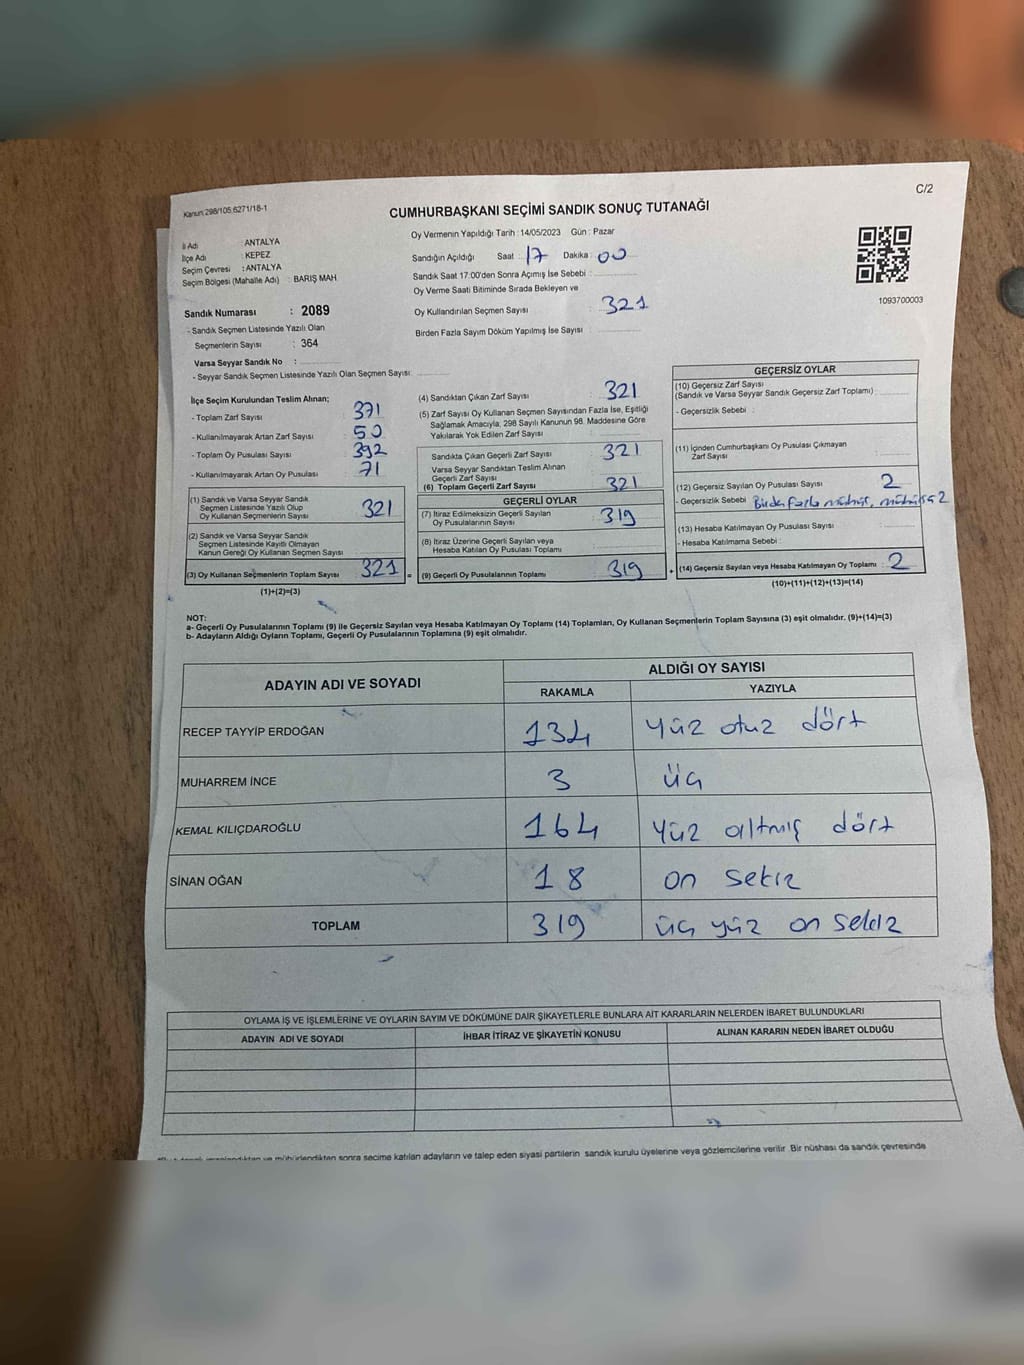 C/2
Kanun:298/105,6271/18-1
CUMHURBAŞKANI SEÇİMİ SANDIK SONUÇ TUTANAĞI
İl Adı : ANTALYA
İlçe Adı : KEPEZ
Seçim Çevresi : ANTALYA
Seçim Bölgesi (Mahalle Adı) : BARIŞ MAH.
Oy Vermenin Yapıldığı Tarih : 14/05/2023 Gün : Pazar
Sandığın Açıldığı Saat : 17 Dakika : 00
Sandık Saat 17:00'den Sonra Açımış İse Sebebi :
Oy Verme Saati Bitiminde Sırada Bekleyen ve
Oy Kullandırılan Seçmen Sayısı : 321
Birden Fazla Sayım Döküm Yapılmış İse Sayısı :
1093700003
Sandık Numarası : 2089
- Sandık Seçmen Listesinde Yazılı Olan
Seçmenlerin Sayısı : 364
Varsa Seyyar Sandık No :
- Seyyar Sandık Seçmen Listesinde Yazılı Olan Seçmen Sayısı:
İlçe Seçim Kurulundan Teslim Alınan;
- Toplam Zarf Sayısı 371
- Kullanılmayarak Artan Zarf Sayısı 50
- Toplam Oy Pusulası Sayısı 392
- Kullanılmayarak Artan Oy Pusulası 71
(1) Sandık ve Varsa Seyyar Sandık
Seçmen Listesinde Yazılı Olup
Oy Kullanan Seçmenlerin Sayısı 321
(2) Sandık ve Varsa Seyyar Sandık
Seçmen Listesinde Kayıtlı Olmayan
Kanun Gereği Oy Kullanan Seçmen Sayısı
(3) Oy Kullanan Seçmenlerin Toplam Sayısı 321 =
(1)+(2)=(3)
(4) Sandıktan Çıkan Zarf Sayısı : 321
(5) Zarf Sayısı Oy Kullanan Seçmen Sayısından Fazla İse, Eşitliği
Sağlamak Amacıyla, 298 Sayılı Kanunun 98. Maddesine Göre
Yakılarak Yok Edilen Zarf Sayısı
Sandıkta Çıkan Geçerli Zarf Sayısı 321
Varsa Seyyar Sandıktan Teslim Alınan
Geçerli Zarf Sayısı
(6) Toplam Geçerli Zarf Sayısı 321
GEÇERLİ OYLAR
(7) İtiraz Edilmeksizin Geçerli Sayılan
Oy Pusulalarının Sayısı : 319
(8) İtiraz Üzerine Geçerli Sayılan veya
Hesaba Katılan Oy Pusulası Toplamı
(9) Geçerli Oy Pusulalarının Toplamı : 319 +
GEÇERSİZ OYLAR
(10) Geçersiz Zarf Sayısı
(Sandık ve Varsa Seyyar Sandık Geçersiz Zarf Toplamı) :
- Geçersizlik Sebebi :
(11) İçinden Cumhurbaşkanı Oy Pusulası Çıkmayan
Zarf Sayısı
(12) Geçersiz Sayılan Oy Pusulası Sayısı 2
- Geçersizlik Sebebi : Birden fazla mühür,
(13) Hesaba Katılmayan Oy Pusulası Sayısı
- Hesaba Katılmama Sebebi :
(14) Geçersiz Sayılan veya Hesaba Katılmayan Oy Toplamı : 2
(10)+(11)+(12)+(13)=(14)
NOT:
a- Geçerli Oy Pusulalarının Toplamı (9) ile Geçersiz Sayılan veya Hesaba Katılmayan Oy Toplamı (14) Toplamları, Oy Kullanan Seçmenlerin Toplam Sayısına (3) eşit olmalıdır. (9)+(14)=(3)
b- Adayların Aldığı Oyların Toplamı, Geçerli Oy Pusulalarının Toplamına (9) eşit olmalıdır.
ADAYIN ADI VE SOYADI ALDIĞI OY SAYISI
RAKAMLA YAZIYLA
RECEP TAYYİP ERDOĞAN 134 yüz otuz dört
MUHARREM İNCE 3 üç
KEMAL KILIÇDAROĞLU 164 yüz altmış dört
SİNAN OĞAN 18 on sekiz
TOPLAM 319 üç yüz on sekiz
OYLAMA İŞ VE İŞLEMLERİNE VE OYLARIN SAYIM VE DÖKÜMÜNE DAİR ŞİKAYETLERLE BUNLARA AİT KARARLARIN NELERDEN İBARET BULUNDUKLARI
ADAYIN ADI VE SOYADI İHBAR İTİRAZ VE ŞİKAYETİN KONUSU ALINAN KARARIN NEDEN İBARET OLDUĞU
mühürlendikten sonra seçime katılan adayların ve talep eden siyasi partilerin sandık kurulu üyelerine veya gözlemcilerine verilir. Bir nüshası da sandık çevresinde